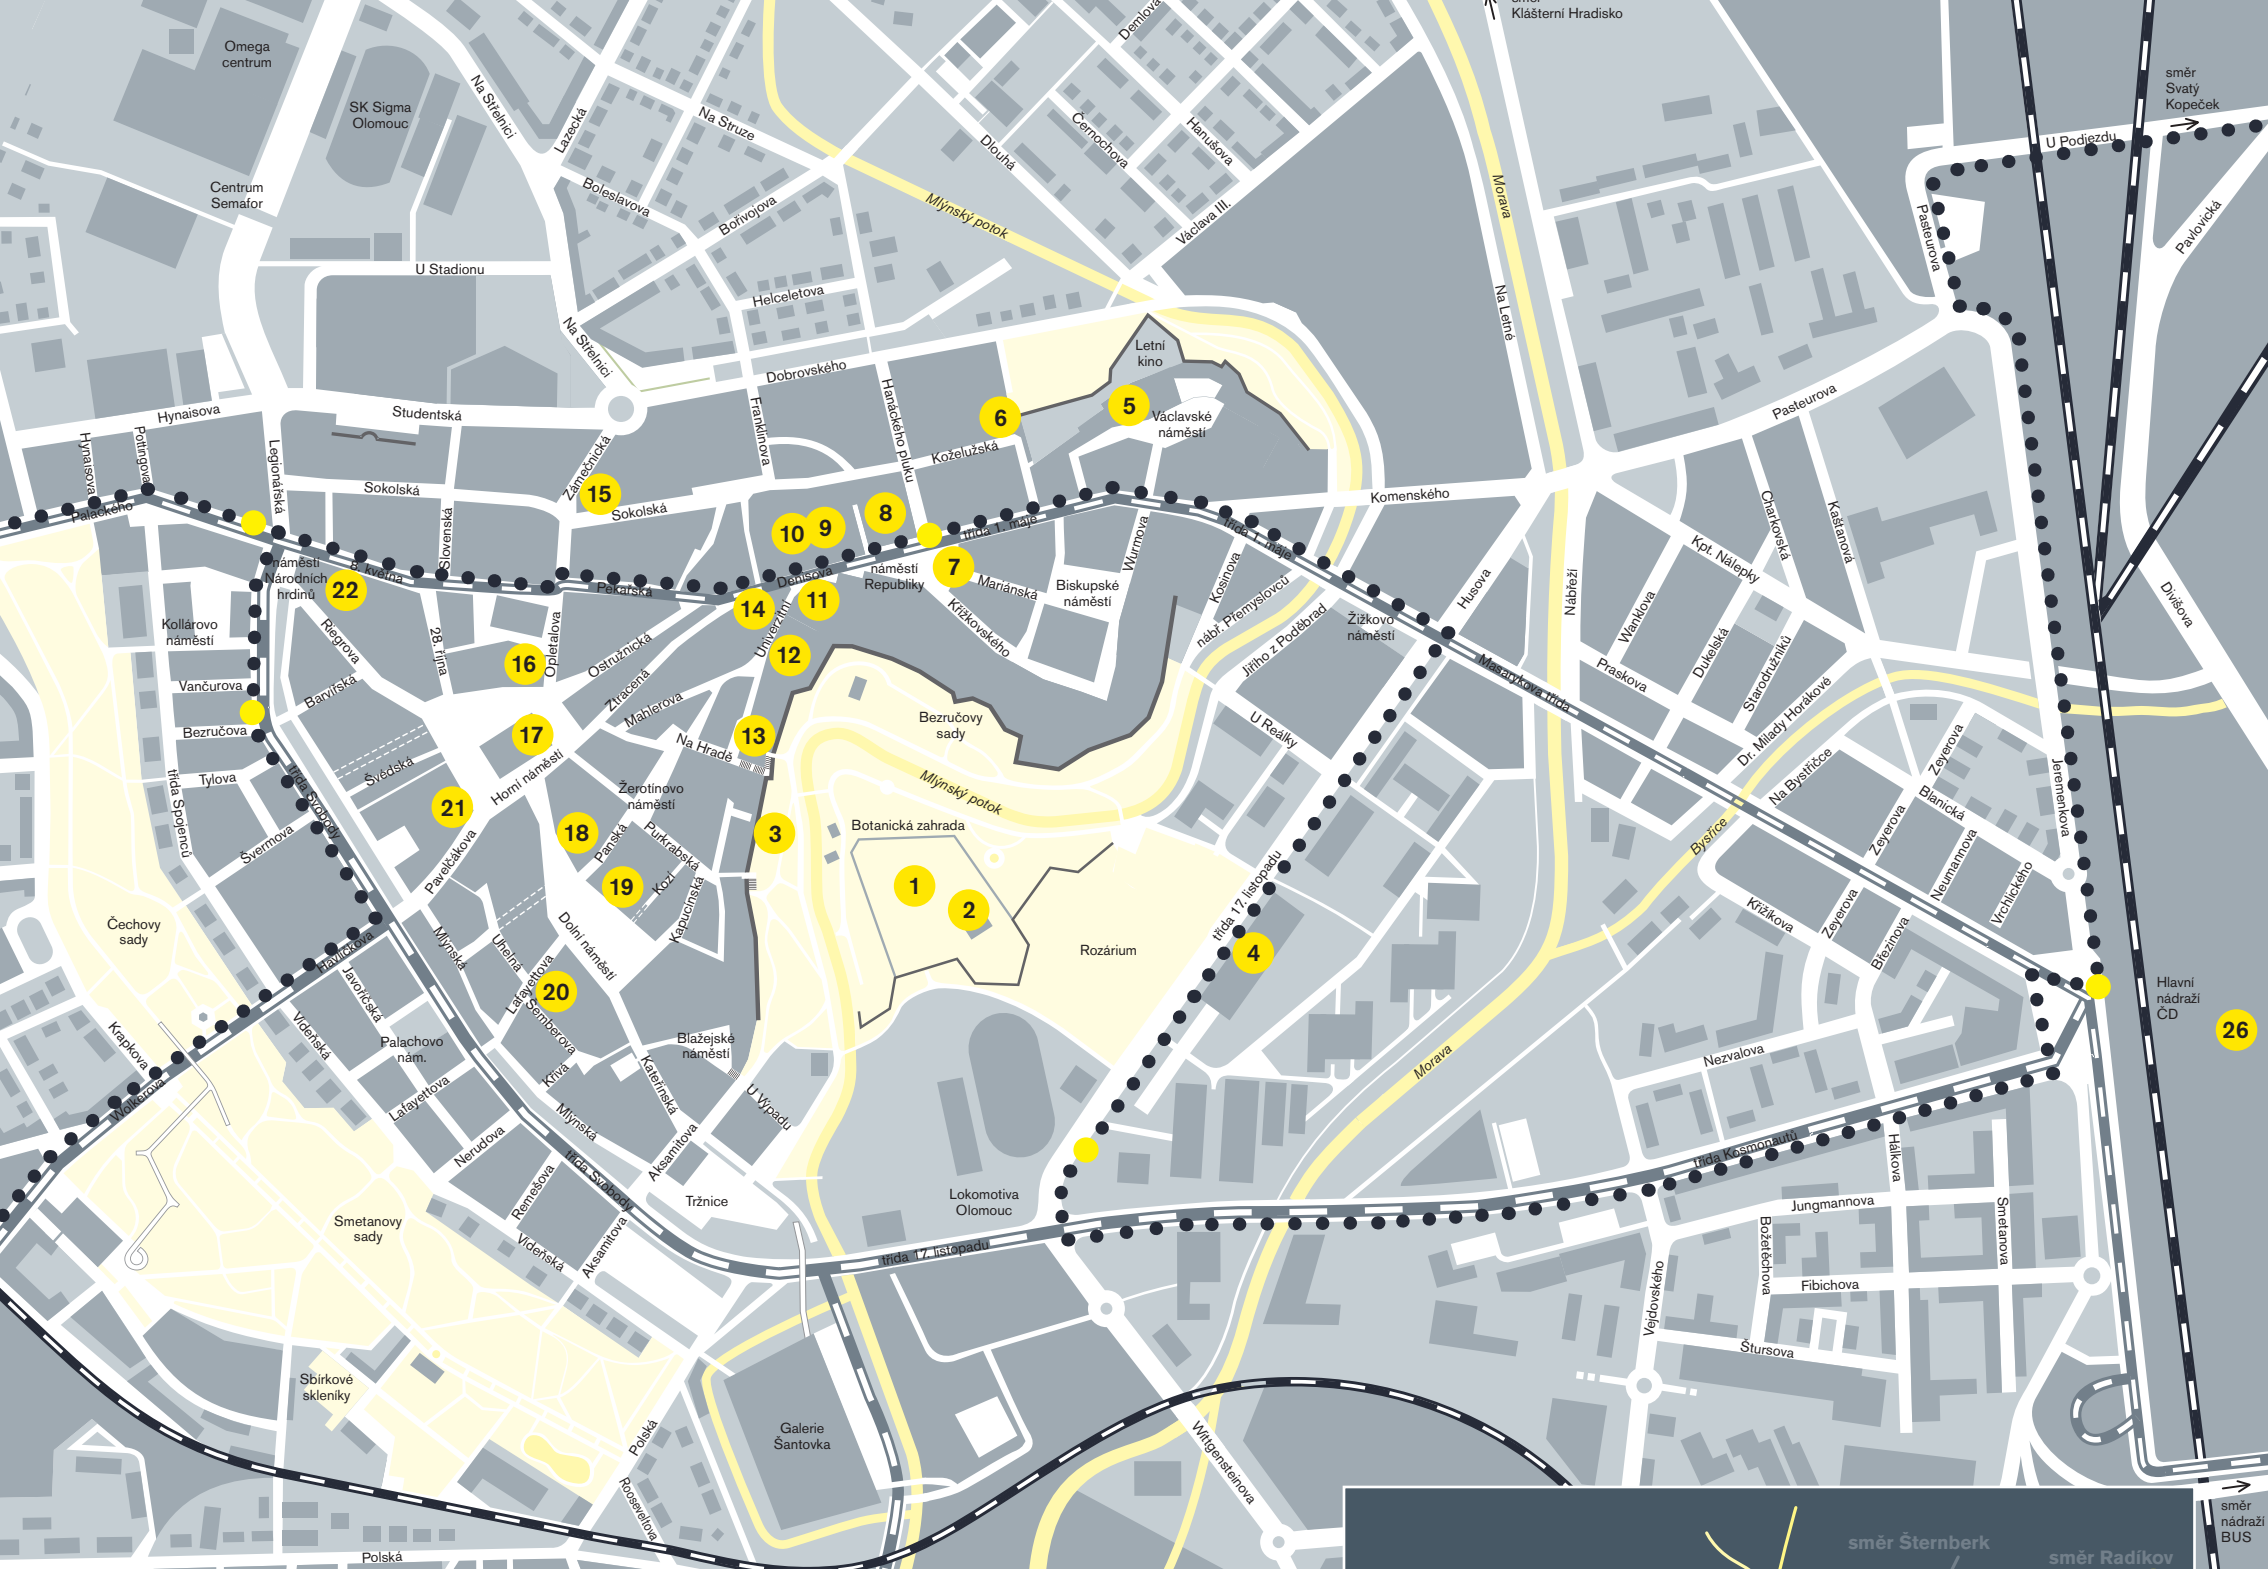 směr
Klášterní Hradisko
Demlova
Omega
centrum
SK Sigma
Olomouc
Na Střelnici
Lazecká
Na Struze
Dlouhá
Černochova
Hanušova
směr
Svatý
Kopeček
U Podjezdu
Centrum
Semafor
Boleslavova
Bořivojova
Mlýnský potok
Václava III.
Morava
Pasteurova
Pavlovická
U Stadionu
Helceletova
Na Letné
Na Střelnici
Letní
kino
Dobrovského
Hynaisova
Studentská
Franklinova
Hanáckého pluku
6
5
Václavské
náměstí
Pasteurova
Hynaisova
Pöttingova
Legionářská
Zámečnická
Koželužská
Sokolská
15
Sokolská
Komenského
Charkovská
Kaštanová
Palackého
Slovenská
10
9
8
třída 1. máje
třída 1. máje
Wurmova
Kpt. Nálepky
náměstí
Národních
hrdinů
8. května
22
Pekařská
Denisova
náměstí
Republiky
7
Mariánská
Biskupské
náměstí
Kosinova
nábř. Přemyslovců
Husova
Nábřeží
Wanklova
Divišova
14
11
Univerzitní
Křížkovského
Jiřího z Poděbrad
Žižkovo
náměstí
Kollárovo
náměstí
Riegrova
28. října
16
Opletalova
Ostružnická
12
Dukelská
Starodružníků
Vančurova
Barvířská
Ztracená
Mahlerova
Praskova
Masarykova třída
Bezručova
17
13
Na Hradě
Bezručovy
sady
U Reálky
Dr. Milady Horákové
Zeyerova
Tylova
třída Spojenců
třída Svobody
Švédská
Horní náměstí
Žerotínovo
náměstí
Mlýnský potok
Na Bystřičce
Blanická
Jeremenkova
21
18
Panská
Purkrabská
3
Botanická zahrada
Bysřice
Zeyerova
Neumannova
Švermova
Pavelčákova
19
Kozí
1
2
třída 17. listopadu
Vrchlického
Čechovy
sady
Mlýnská
Uhelná
Dolní náměstí
Kapucínská
Rozárium
4
Křižíkova
Zeyerova
Březinova
Havlíčkova
Javoříčská
Lafayettova
20
Šemberova
Hlavní
nádraží
ČD
26
Krapkova
Vídeňská
Palachovo
nám.
Blažejské
náměstí
Morava
Nezvalova
Wolkerova
Lafayettova
Křivá
Kateřinská
U Výpadu
Mlýnská
Nerudova
třída Svobody
Aksamitova
třída Kosmonautů
Hálkova
Remešova
Tržnice
Lokomotiva
Olomouc
Jungmannova
Smetanovy
sady
Vídeňská
Aksamitova
třída 17. listopadu
Božetěchova
Smetanova
Vejdovského
Fibichova
Štursova
Sbírkové
skleníky
Galerie
Šantovka
Polská
Wittgensteinova
Rooseveltova
Polská
směr
nádraží
BUS
směr Šternberk
směr Radíkov